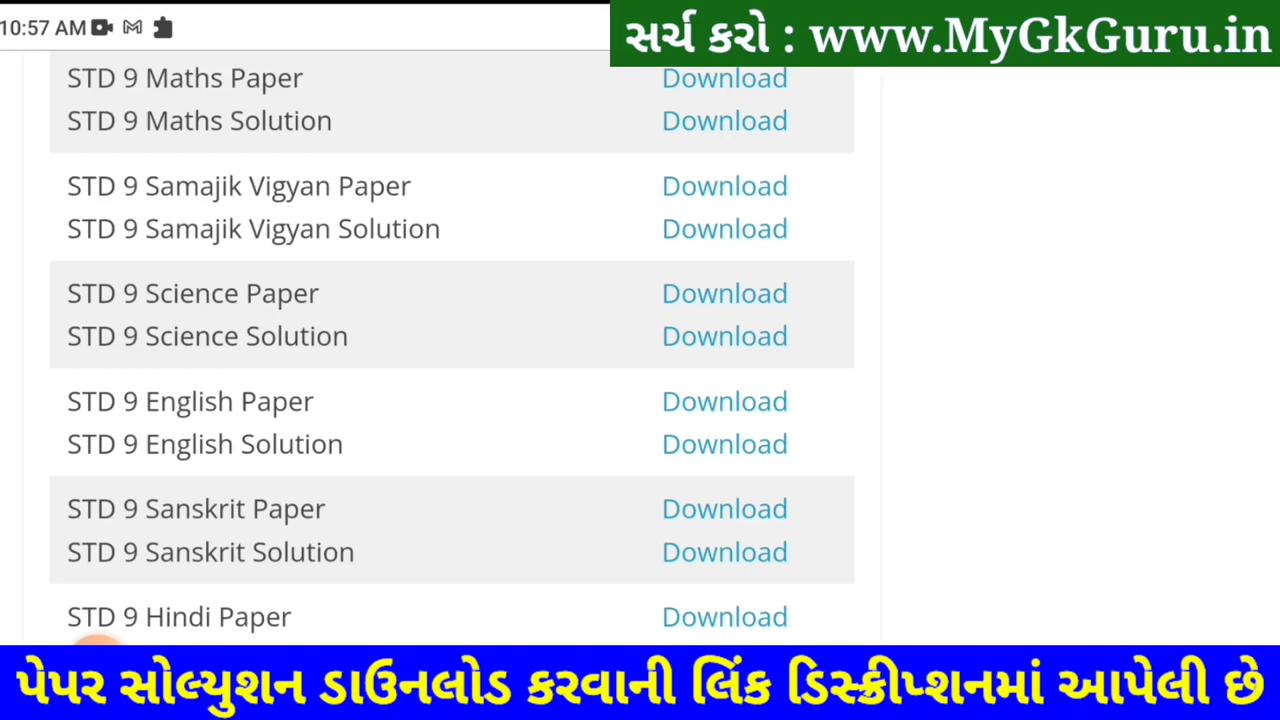 10:57 AM
સર્ચ કરો : www.MyGkGuru.in
STD 9 Maths Paper Download
STD 9 Maths Solution Download
STD 9 Samajik Vigyan Paper Download
STD 9 Samajik Vigyan Solution Download
STD 9 Science Paper Download
STD 9 Science Solution Download
STD 9 English Paper Download
STD 9 English Solution Download
STD 9 Sanskrit Paper Download
STD 9 Sanskrit Solution Download
STD 9 Hindi Paper Download
પેપર સોલ્યુશન ડાઉનલોડ કરવાની લિંક ડિસ્ક્રીપ્શનમાં આપેલી છે